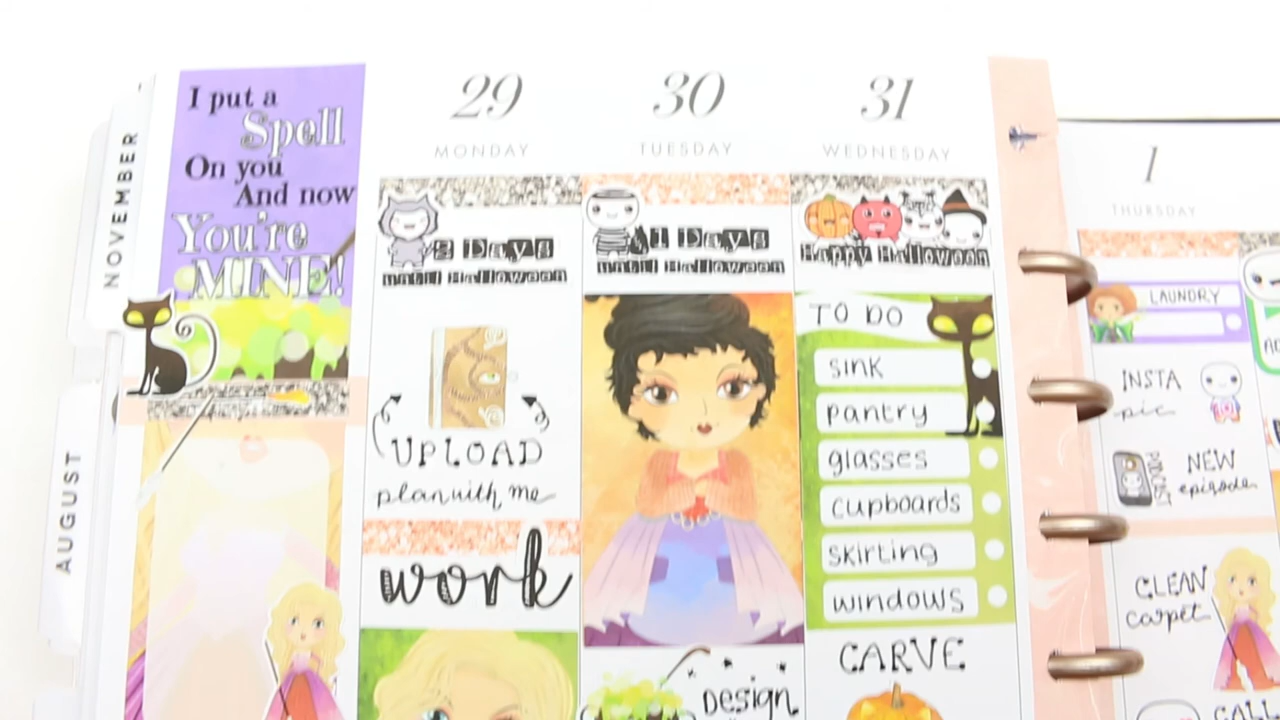 NOVEMBER
AUGUST
I put a
Spell
On you
And now
You're
MINE!
29
MONDAY
2 Days
until Halloween
UPLOAD
plan with me
work
30
TUESDAY
1 Days
until Halloween
Design
31
WEDNESDAY
Happy Halloween
TO DO
sink
pantry
glasses
cupboards
skirting
windows
CARVE
1
THURSDAY
LAUNDRY
INSTA
pic
PODCAST
NEW
episode
CLEAN
carpet
CALL